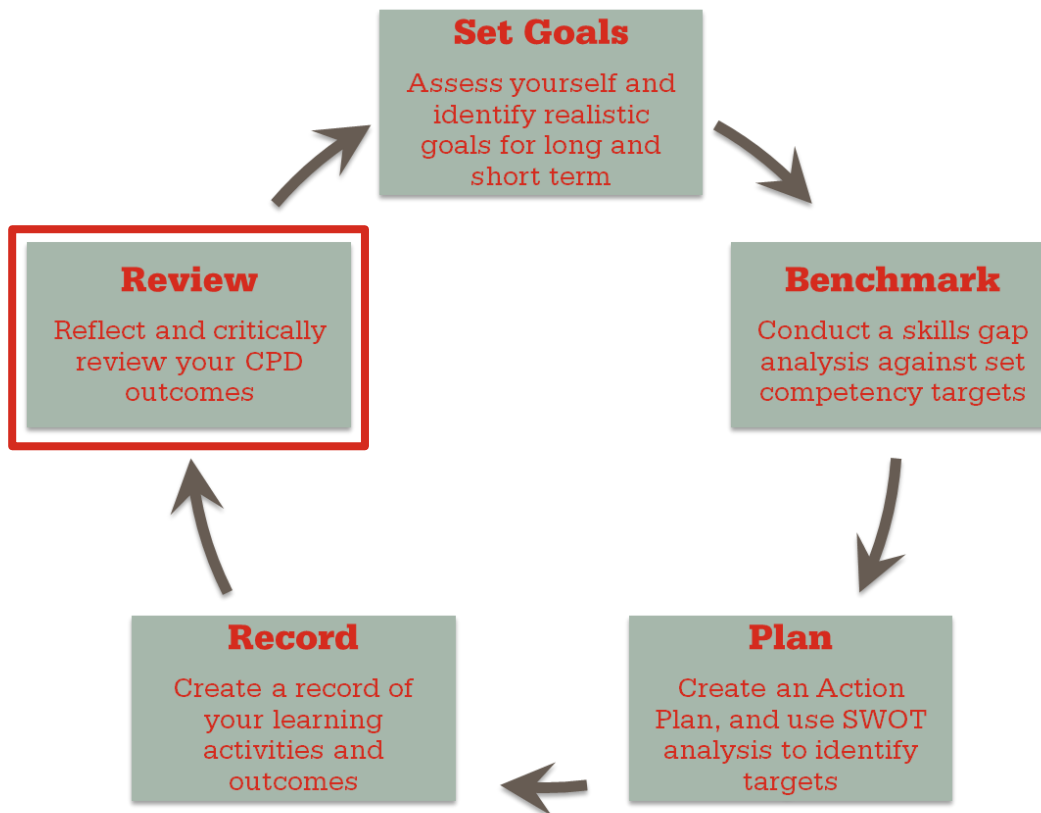 Set Goals
Assess yourself and
identify realistic
goals for long and
short term
Benchmark
Conduct a skills gap
analysis against set
competency targets
Plan
Create an Action
Plan, and use SWOT
analysis to identify
targets
Record
Create a record of
your learning
activities and
outcomes
Review
Reflect and critically
review your CPD
outcomes